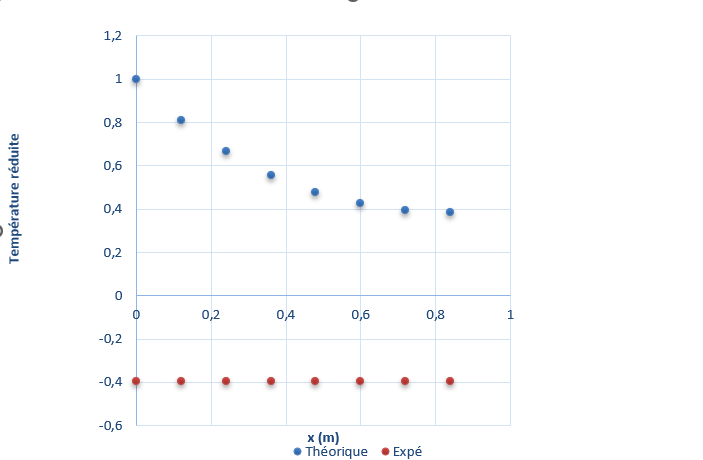 Température réduite
1,2
1
0,8
0,6
0,4
0,2
0
-0,2
-0,4
-0,6
0 0,2 0,4 0,6 0,8 1
x (m)
Théorique Expé